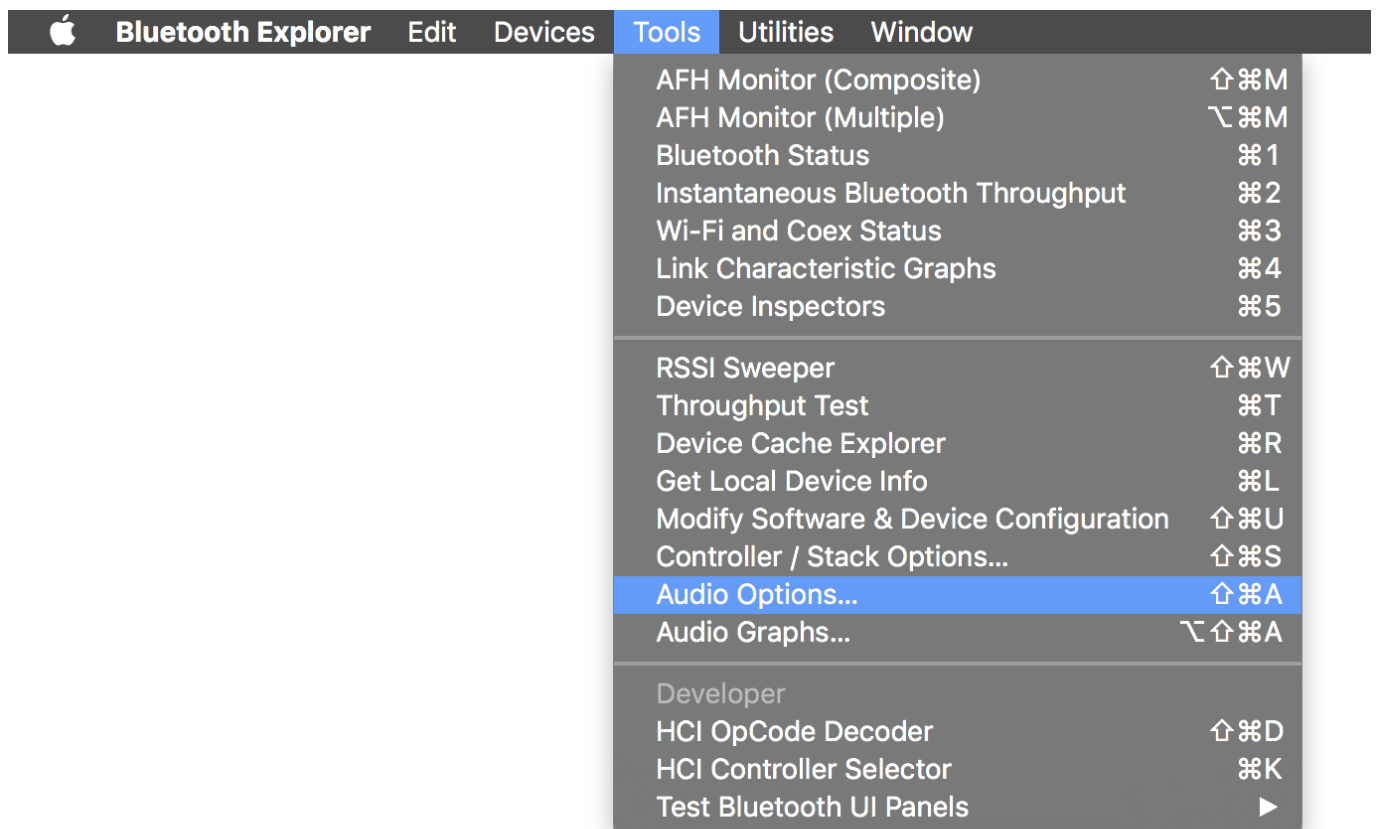 Bluetooth Explorer Edit Devices Tools Utilities Window
AFH Monitor (Composite) ⇧⌘M
AFH Monitor (Multiple) ⌥⌘M
Bluetooth Status ⌘1
Instantaneous Bluetooth Throughput ⌘2
Wi-Fi and Coex Status ⌘3
Link Characteristic Graphs ⌘4
Device Inspectors ⌘5
RSSI Sweeper ⇧⌘W
Throughput Test ⌘T
Device Cache Explorer ⌘R
Get Local Device Info ⌘L
Modify Software & Device Configuration ⇧⌘U
Controller / Stack Options... ⇧⌘S
Audio Options... ⇧⌘A
Audio Graphs... ⌥⇧⌘A
Developer
HCI OpCode Decoder ⇧⌘D
HCI Controller Selector ⌘K
Test Bluetooth UI Panels ▶